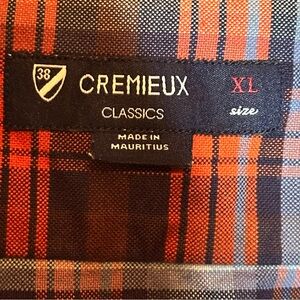 38
CREMIEUX
XL
CLASSICS
size
MADE IN
MAURITIUS